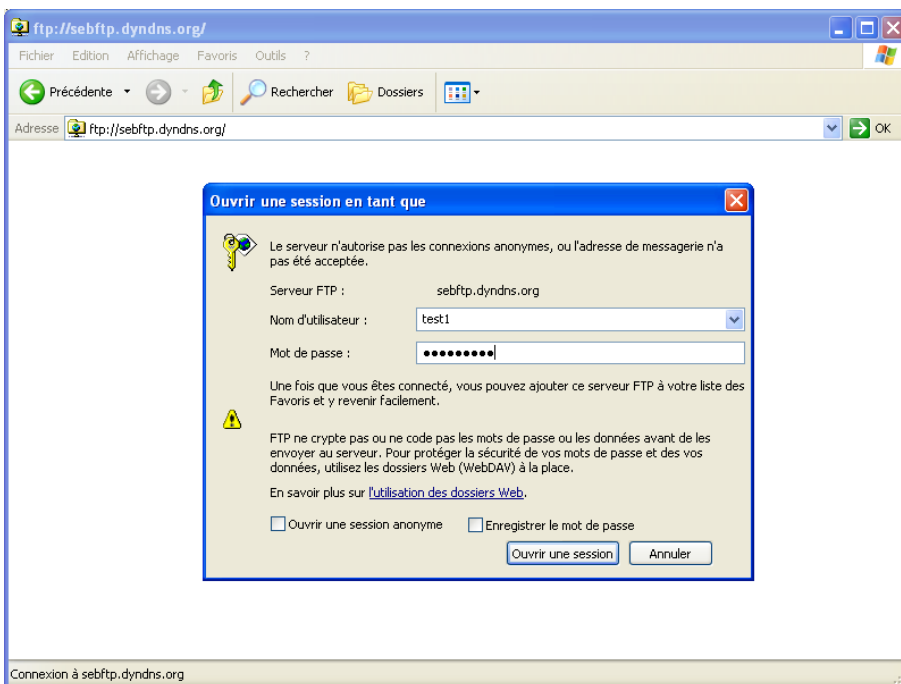 ftp://sebftp.dyndns.org/
Fichier Edition Affichage Favoris Outils ?
Précédente Rechercher Dossiers
Adresse ftp://sebftp.dyndns.org/ OK
Ouvrir une session en tant que
Le serveur n'autorise pas les connexions anonymes, ou l'adresse de messagerie n'a
pas été acceptée.
Serveur FTP : sebftp.dyndns.org
Nom d'utilisateur : test1
Mot de passe : •••••••••
Une fois que vous êtes connecté, vous pouvez ajouter ce serveur FTP à votre liste des
Favoris et y revenir facilement.
FTP ne crypte pas ou ne code pas les mots de passe ou les données avant de les
envoyer au serveur. Pour protéger la sécurité de vos mots de passe et des vos
données, utilisez les dossiers Web (WebDAV) à la place.
En savoir plus sur l'utilisation des dossiers Web.
Ouvrir une session anonyme Enregistrer le mot de passe
Ouvrir une session Annuler
Connexion à sebftp.dyndns.org